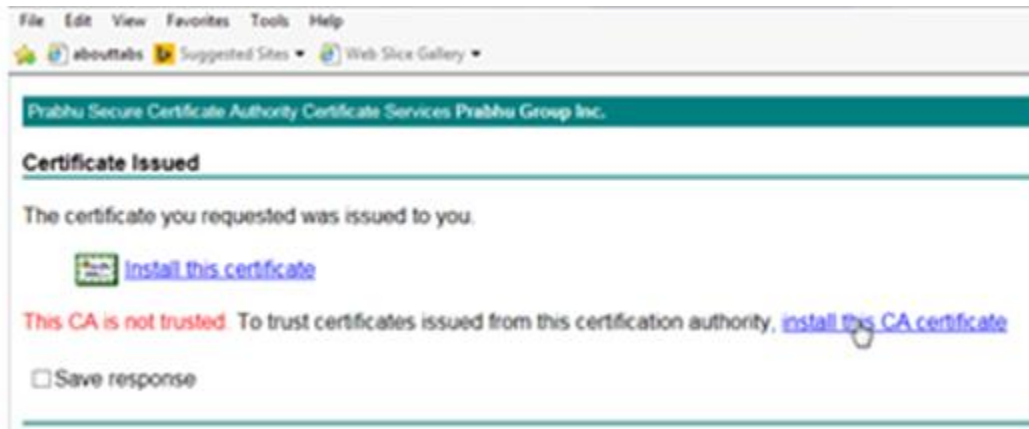 File Edit View Favorites Tools Help
abouttabs Suggested Sites Web Slice Gallery
Prabhu Secure Certificate Authority Certificate Services Prabhu Group Inc.
Certificate Issued
The certificate you requested was issued to you.
Install this certificate
This CA is not trusted. To trust certificates issued from this certification authority, install this CA certificate
Save response